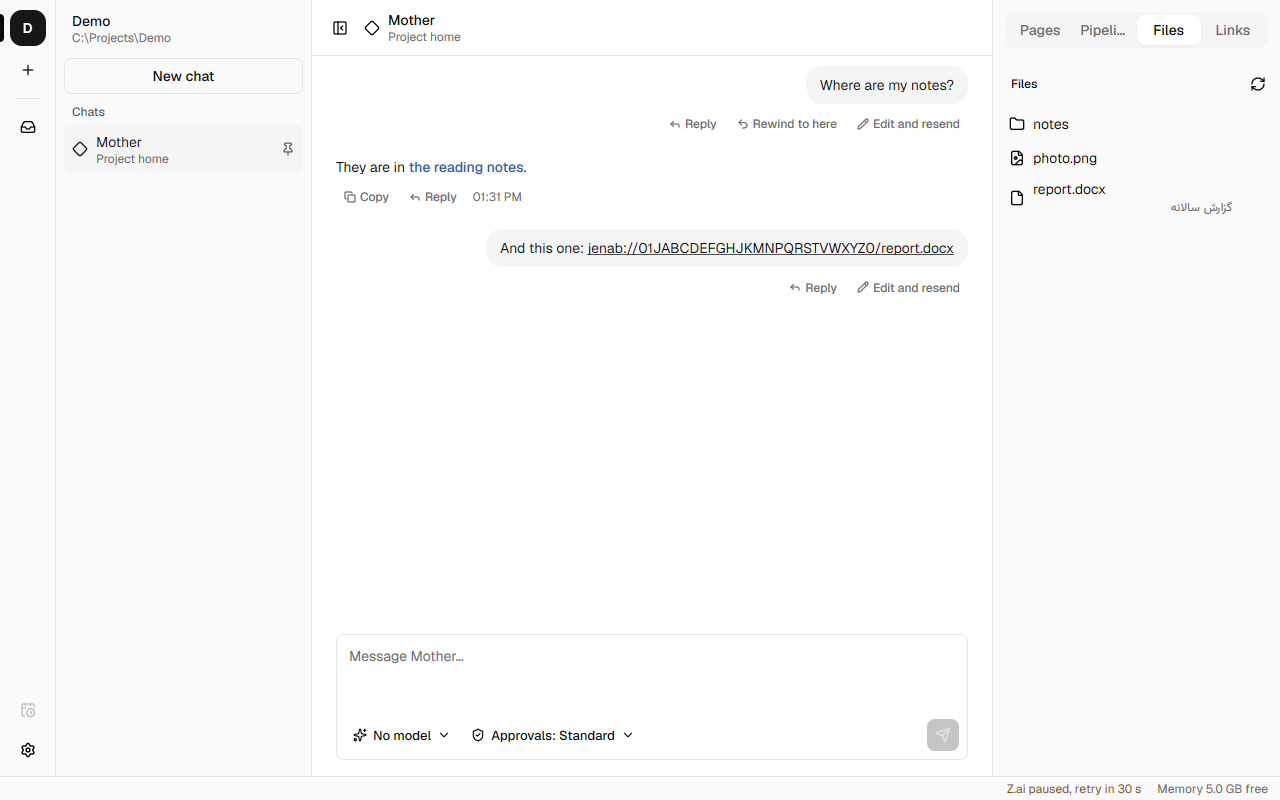 D
Demo
C:\Projects\Demo
New chat
Chats
Mother
Project home
Mother
Project home
Where are my notes?
Reply
Rewind to here
Edit and resend
They are in the reading notes.
Copy
Reply
01:31 PM
And this one: jenab://01JABCDEFGHJKMNPQRSTVWXYZ0/report.docx
Reply
Edit and resend
Message Mother…
No model
Approvals: Standard
Pages
Pipeli…
Files
Links
Files
notes
photo.png
report.docx
گزارش سالانه
Z.ai paused, retry in 30 s
Memory 5.0 GB free